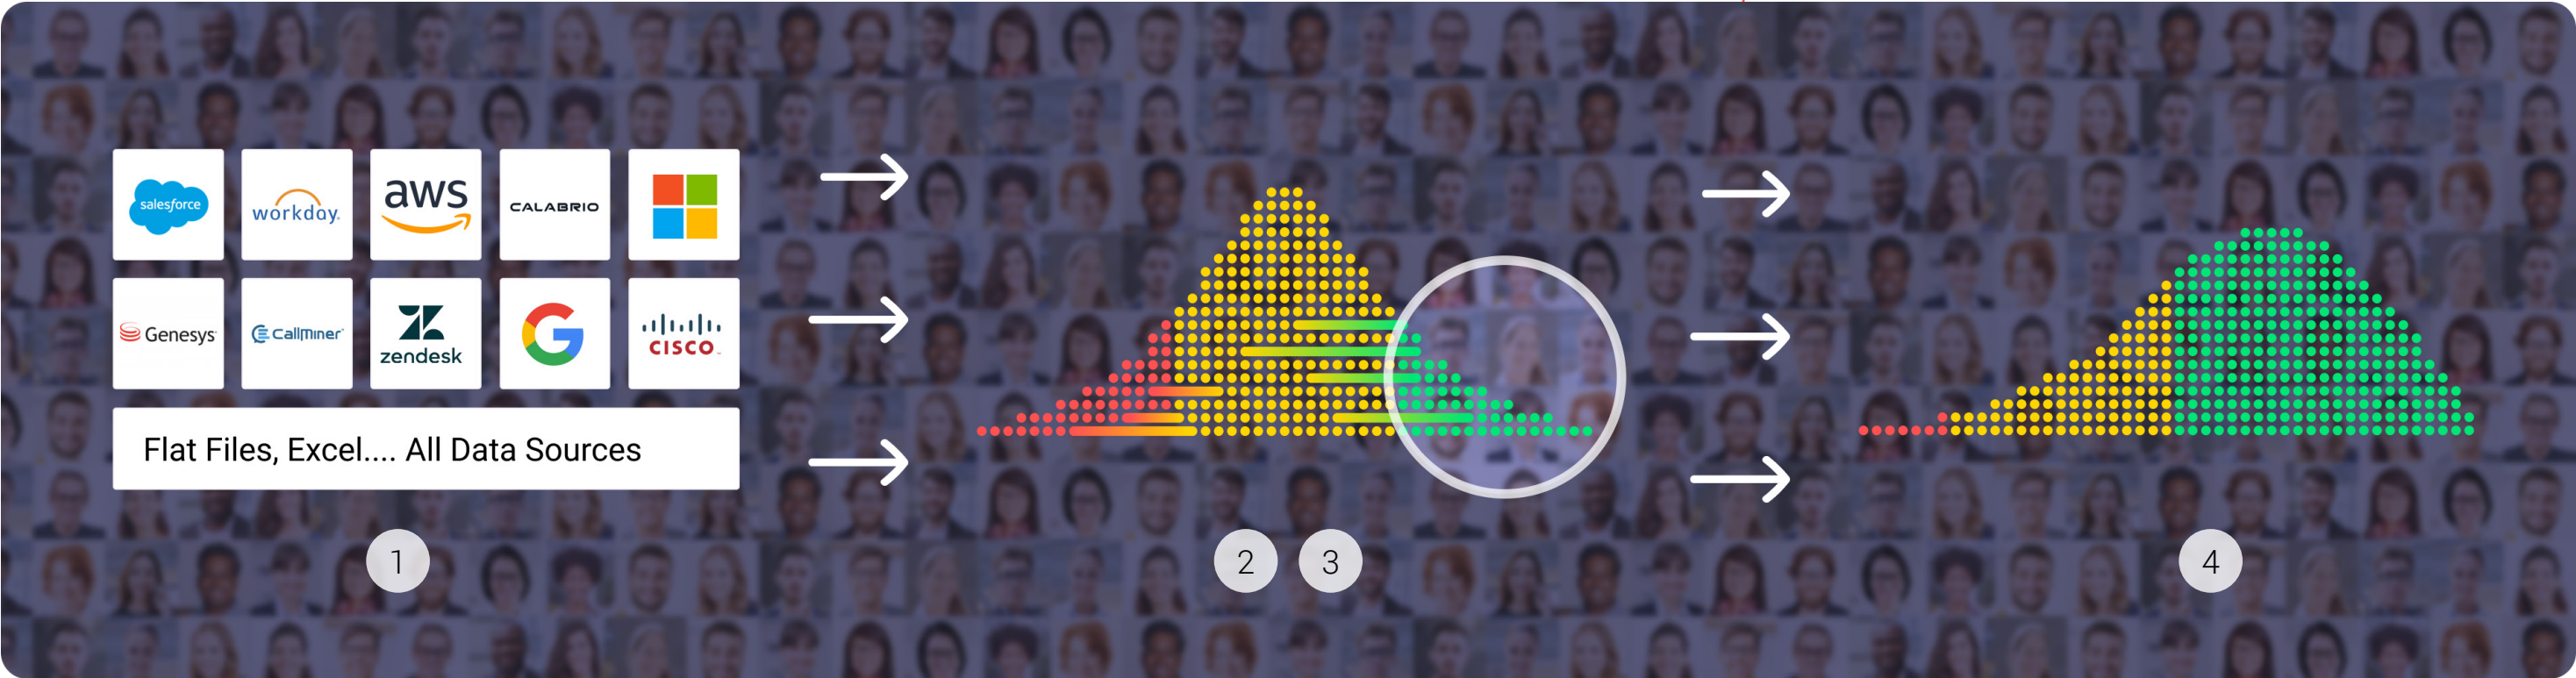 salesforce
workday.
aws
CALABRIO
Genesys
CallMiner
zendesk
G
CISCO
Flat Files, Excel.... All Data Sources
1
2
3
4